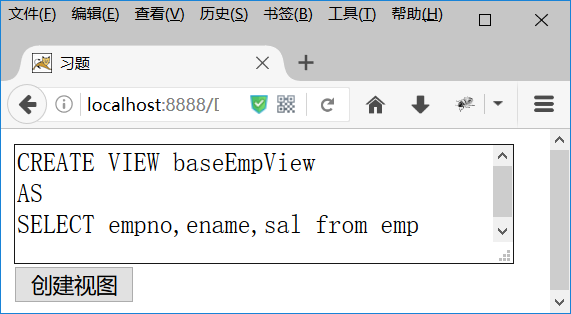 文件(F) 编辑(E) 查看(V) 历史(S) 书签(B) 工具(T) 帮助(H)
习题
localhost:8888/D
CREATE VIEW baseEmpView
AS
SELECT empno,ename,sal from emp
创建视图